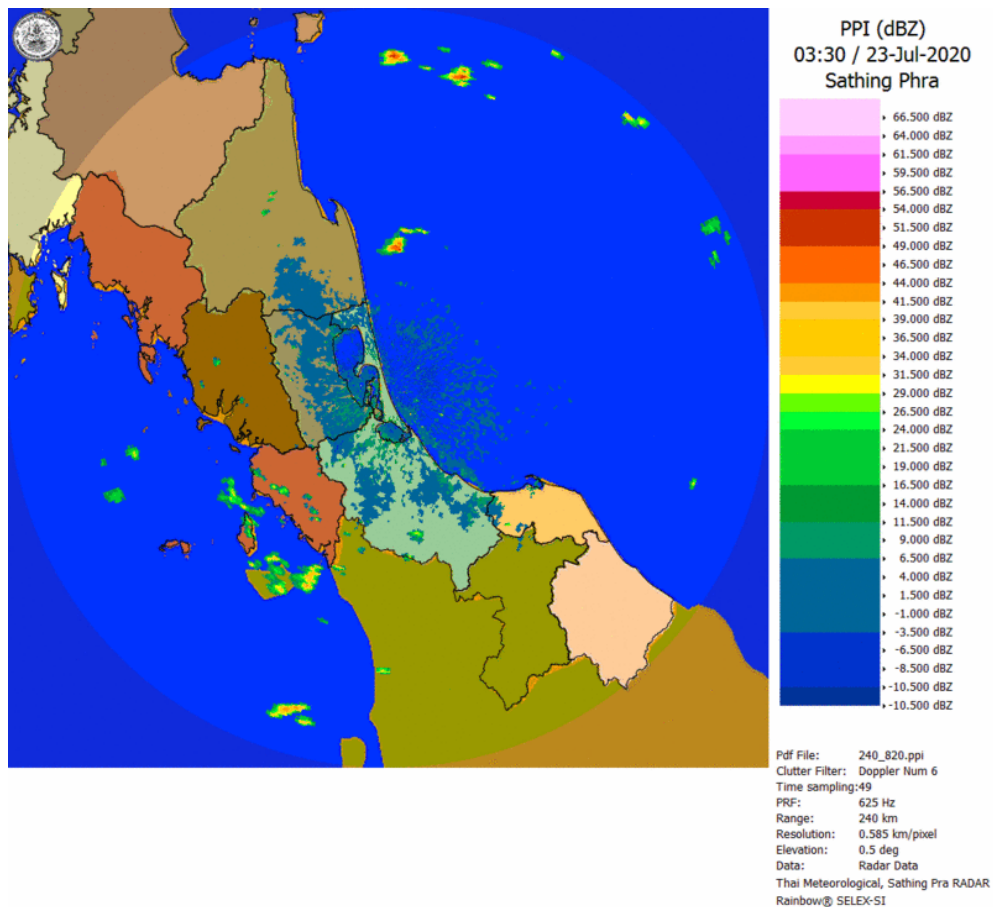 PPI (dBZ)
03:30 / 23-Jul-2020
Sathing Phra
66.500 dBZ
64.000 dBZ
61.500 dBZ
59.500 dBZ
56.500 dBZ
54.000 dBZ
51.500 dBZ
49.000 dBZ
46.500 dBZ
44.000 dBZ
41.500 dBZ
39.000 dBZ
36.500 dBZ
34.000 dBZ
31.500 dBZ
29.000 dBZ
26.500 dBZ
24.000 dBZ
21.500 dBZ
19.000 dBZ
16.500 dBZ
14.000 dBZ
11.500 dBZ
9.000 dBZ
6.500 dBZ
4.000 dBZ
1.500 dBZ
-1.000 dBZ
-3.500 dBZ
-6.500 dBZ
-8.500 dBZ
-10.500 dBZ
-10.500 dBZ
Pdf File: 240_820.ppi
Clutter Filter: Doppler Num 6
Time sampling:49
PRF: 625 Hz
Range: 240 km
Resolution: 0.585 km/pixel
Elevation: 0.5 deg
Data: Radar Data
Thai Meteorological, Sathing Pra RADAR
Rainbow® SELEX-SI